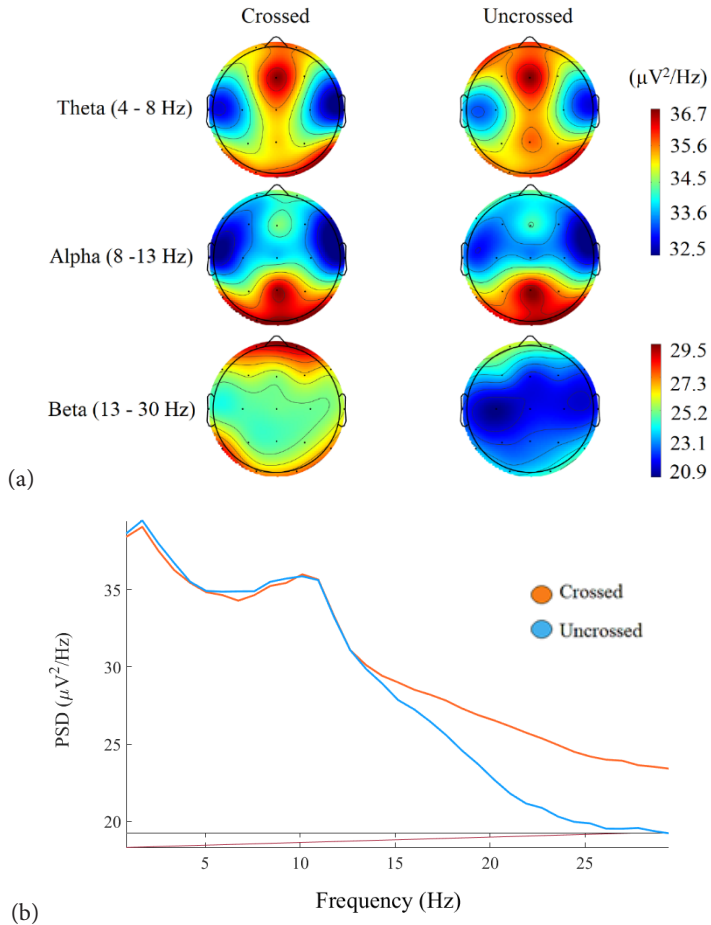 Crossed Uncrossed
(μV²/Hz)
Theta (4 - 8 Hz)
36.7
34.5
33.6
32.5
Alpha (8 -13 Hz)
Beta (13 - 30 Hz)
29.5
27.3
25.2
23.1
20.9
(a)
PSD (μV²/Hz)
35
30
25
20
Crossed
Uncrossed
5 10 15 20 25
Frequency (Hz)
(b)